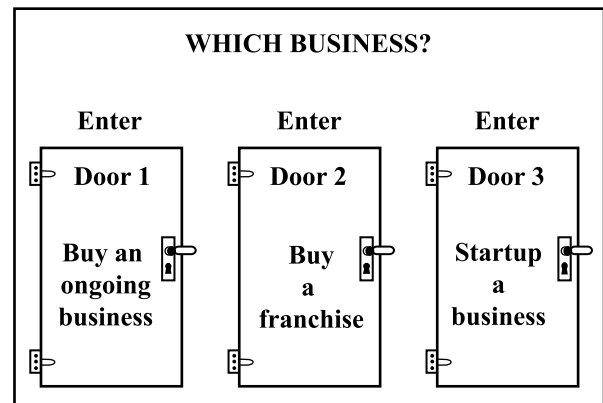 WHICH BUSINESS?
Enter
Door 1
Buy an
ongoing
business
Enter
Door 2
Buy
a
franchise
Enter
Door 3
Startup
a
business